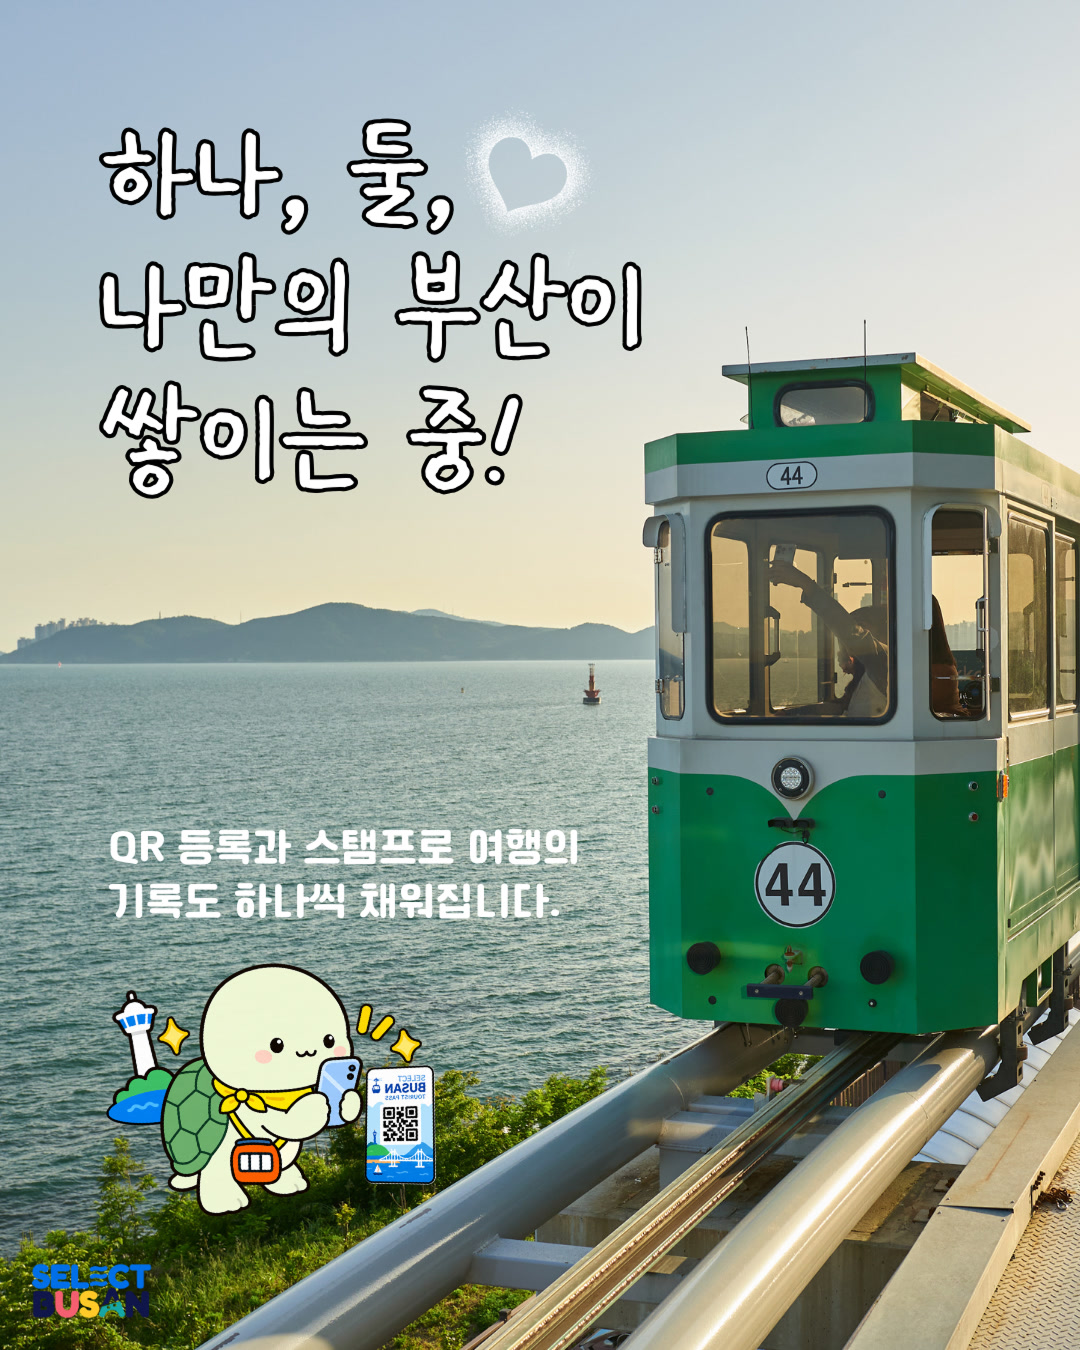 하나, 둘,
나만의 부산이
쌓이는 중!
44
44
QR 등록과 스탬프로 여행의
기록도 하나씩 채워집니다.
SELECT
BUSAN
TOURIST PASS
SELECT
BUSAN